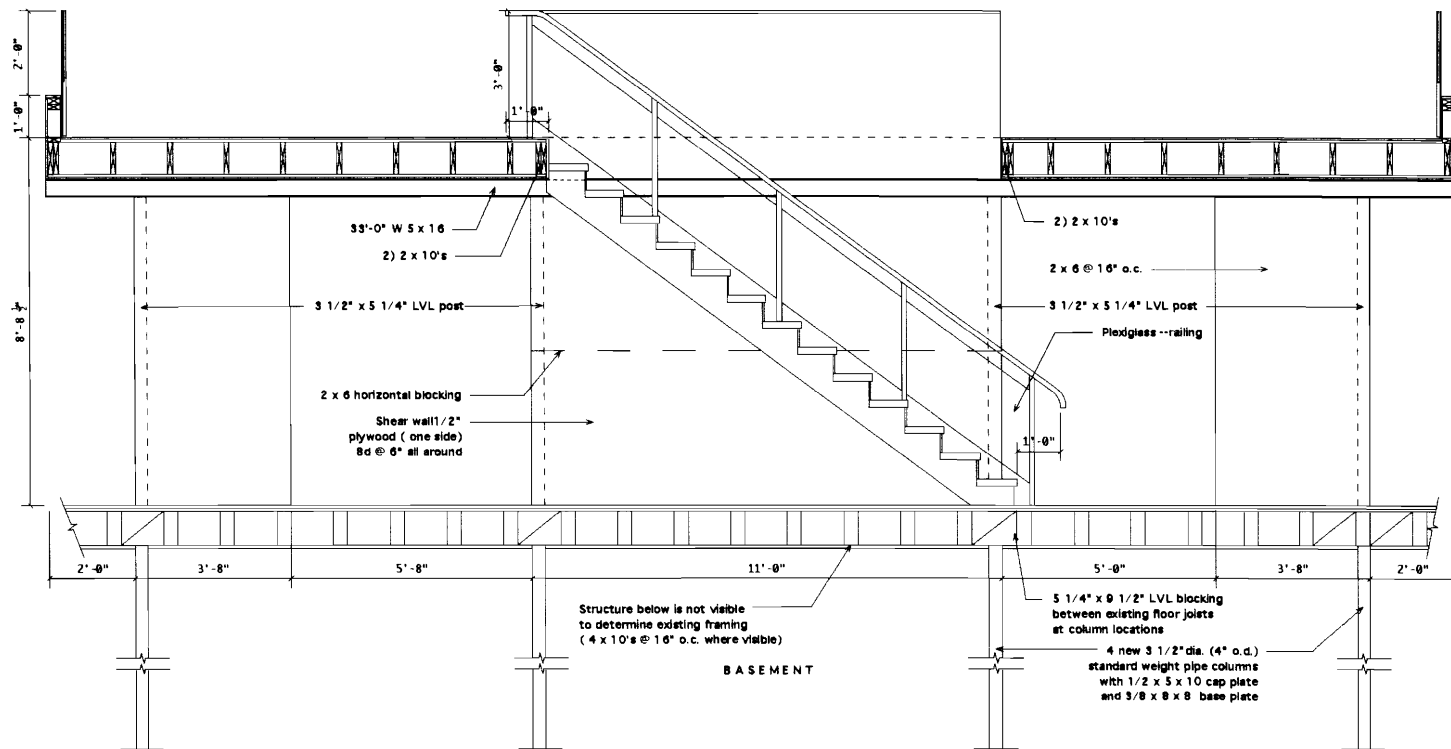 2'-0"
1'-0"
3'-0"
1'-0"
33'-0" W 5 x 16
2) 2 x 10's
2) 2 x 10's
2 x 6 @ 16" o.c.
3 1/2" x 5 1/4" LVL post
3 1/2" x 5 1/4" LVL post
8'-8 1/2"
Plexiglass --railing
2 x 6 horizontal blocking
Shear wall1/2"
plywood ( one side)
8d @ 6" all around
1'-0"
2'-0"
3'-8"
5'-8"
11'-0"
5'-0"
3'-8"
2'-0"
Structure below is not visible
to determine existing framing
( 4 x 10's @ 16" o.c. where visible)
5 1/4" x 9 1/2" LVL blocking
between existing floor joists
at column locations
BASEMENT
4 new 3 1/2" dia. (4" o.d.)
standard weight pipe columns
with 1/2 x 5 x 10 cap plate
and 3/8 x 8 x 8 base plate